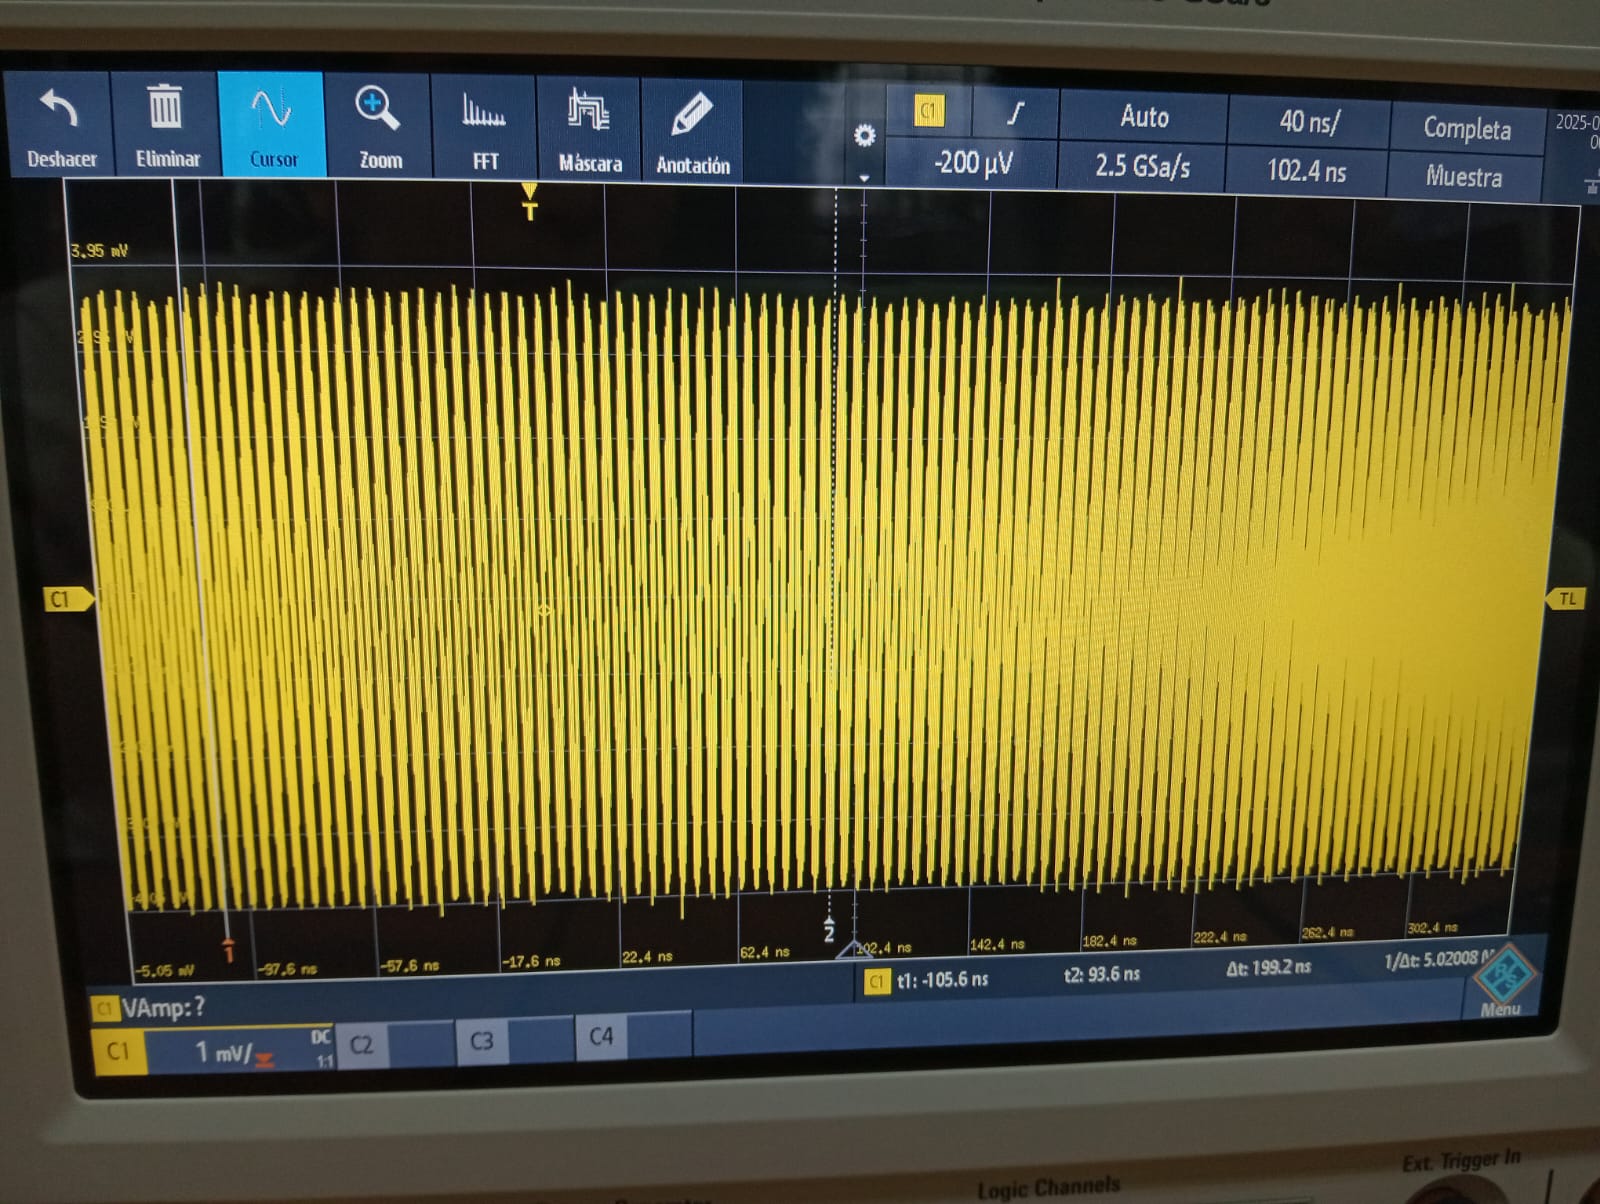 Deshacer
Eliminar
Cursor
Zoom
FFT
Máscara
Anotación
C1
Auto
40 ns/
Completa
-200 µV
2.5 GSa/s
102.4 ns
Muestra
T
3.95 mV
C1
TL
1
2
-5.05 mV
-97.6 ns
-57.6 ns
-17.6 ns
22.4 ns
62.4 ns
102.4 ns
142.4 ns
182.4 ns
222.4 ns
262.4 ns
302.4 ns
C1 t1: -105.6 ns t2: 93.6 ns Δt: 199.2 ns 1/Δt: 5.02008
C1 VAmp: ?
Menu
C1 1 mV/ DC 1:1
C2
C3
C4
Logic Channels
Ext. Trigger In